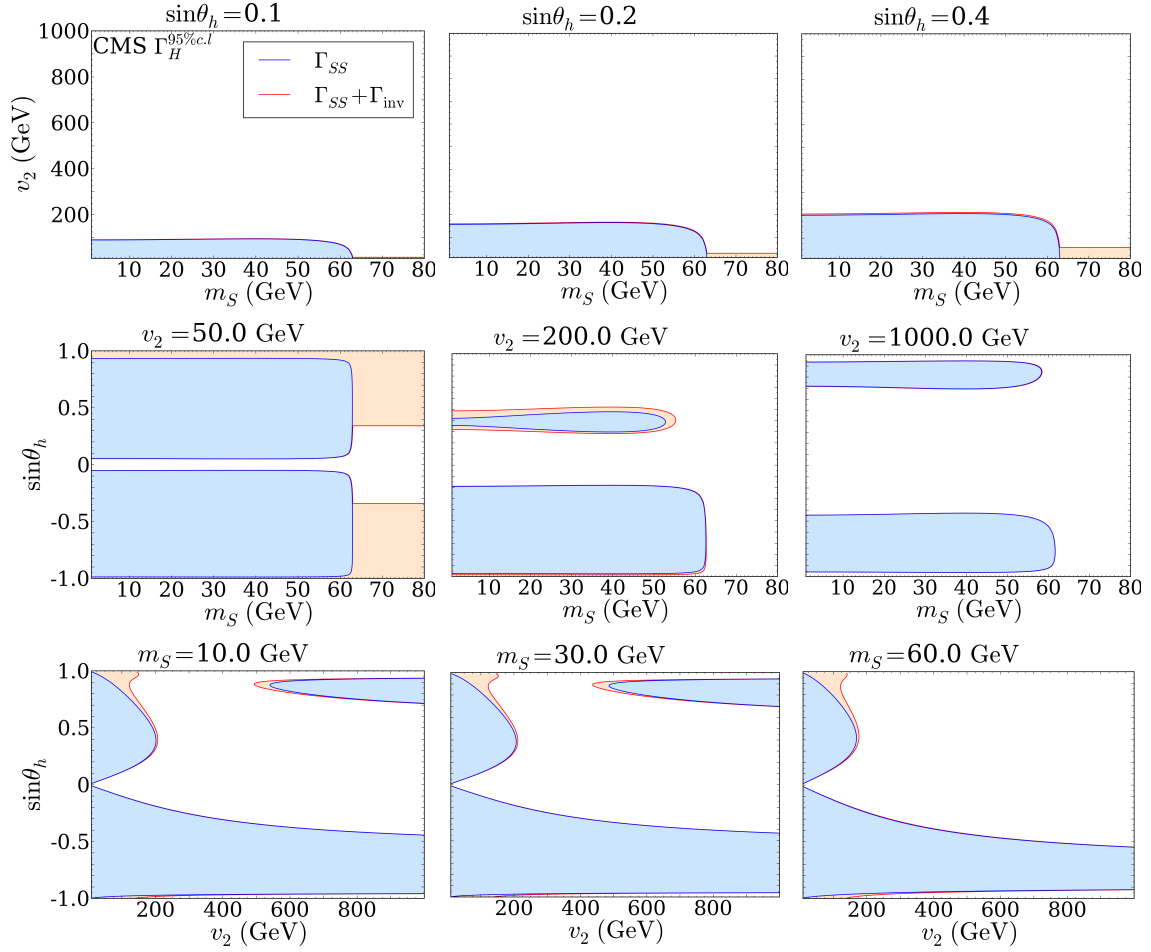 sinθ_h = 0.1
sinθ_h = 0.2
sinθ_h = 0.4
CMS Γ_H^{95%c.l}
Γ_SS
Γ_SS + Γ_inv
1000
800
600
400
200
v_2 (GeV)
10 20 30 40 50 60 70 80
10 20 30 40 50 60 70 80
10 20 30 40 50 60 70 80
m_S (GeV)
m_S (GeV)
m_S (GeV)
v_2 = 50.0 GeV
v_2 = 200.0 GeV
v_2 = 1000.0 GeV
1.0
0.5
0
-0.5
-1.0
sinθ_h
10 20 30 40 50 60 70 80
10 20 30 40 50 60 70 80
10 20 30 40 50 60 70 80
m_S (GeV)
m_S (GeV)
m_S (GeV)
m_S = 10.0 GeV
m_S = 30.0 GeV
m_S = 60.0 GeV
1.0
0.5
0
-0.5
-1.0
sinθ_h
200 400 600 800
200 400 600 800
200 400 600 800
v_2 (GeV)
v_2 (GeV)
v_2 (GeV)